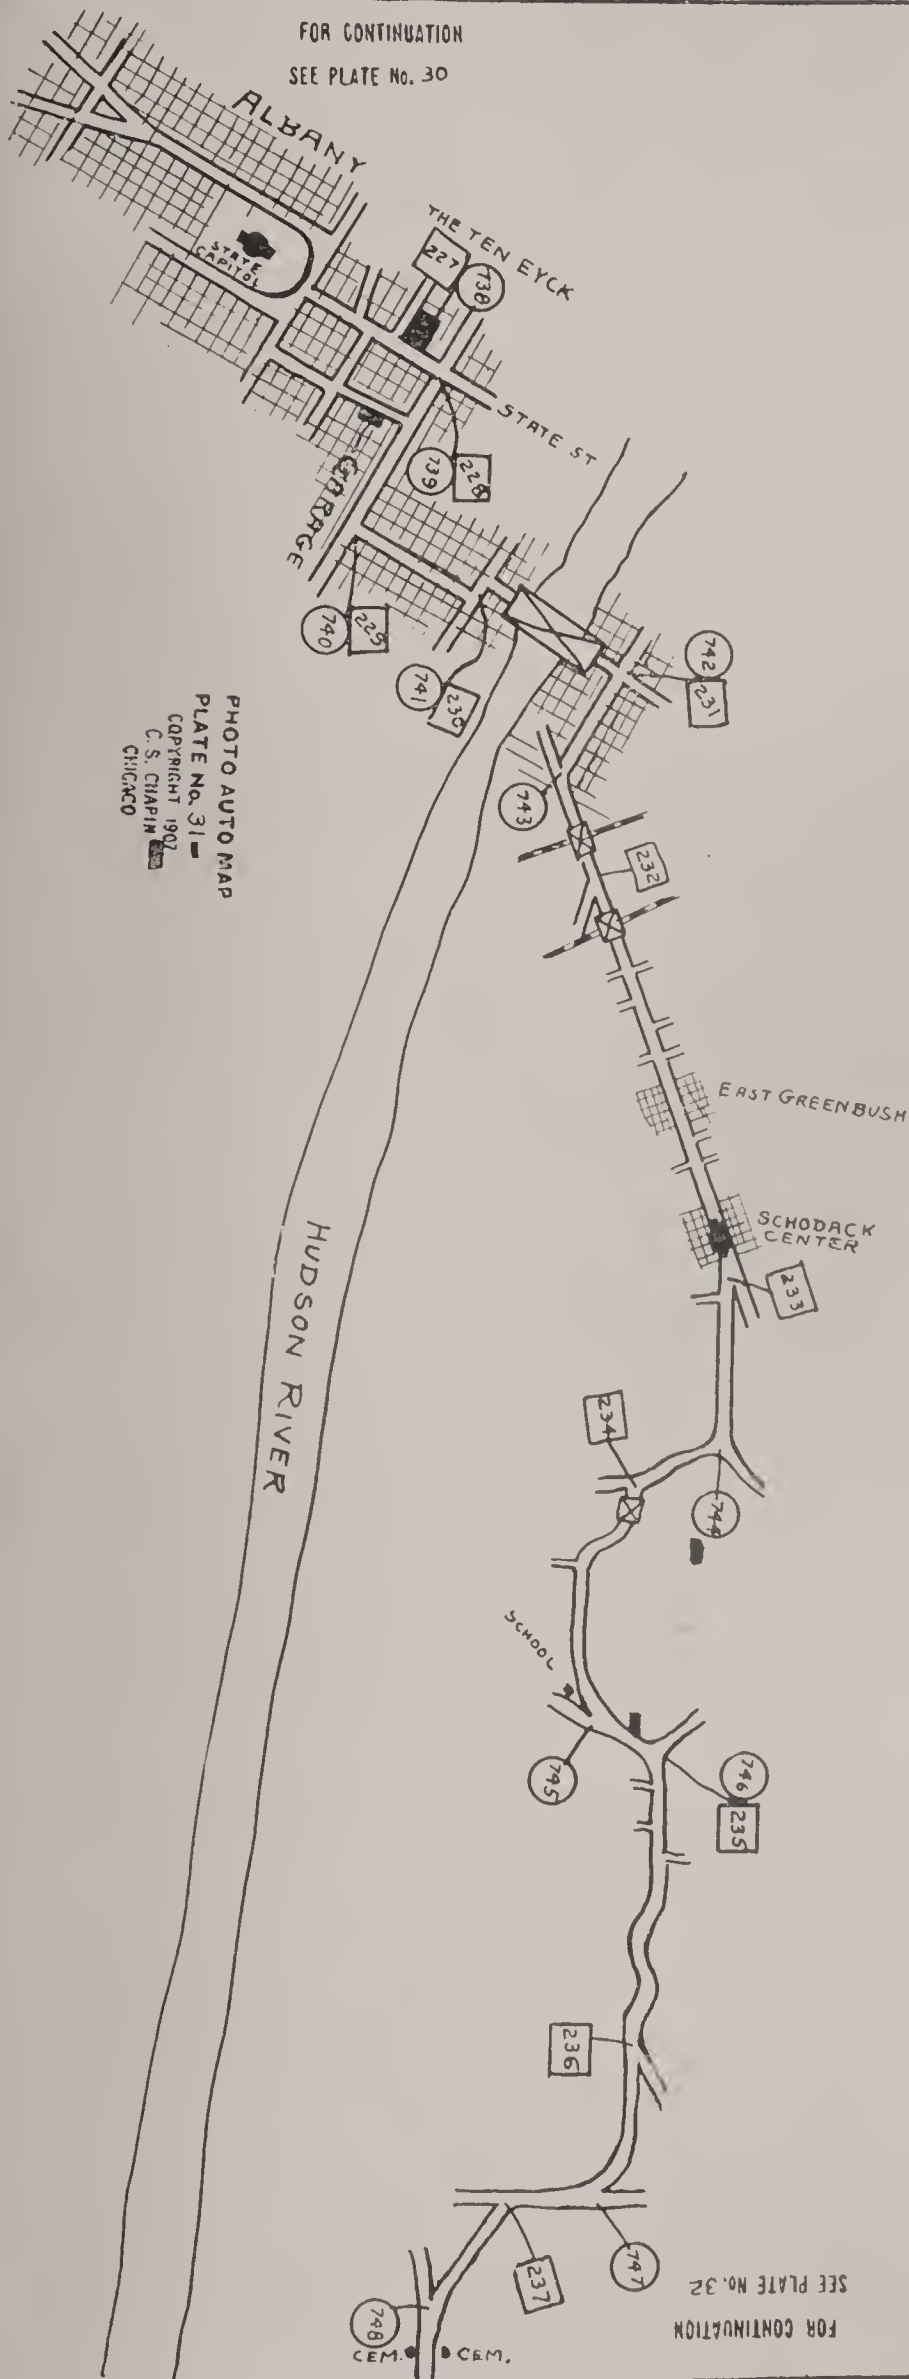 FOR CONTINUATION
SEE PLATE No. 30
ALBANY
STATE
CAPITOL
THE TEN EYCK
227
738
STATE ST
739
228
GARAGE
740
229
741
230
742
231
743
232
PHOTO AUTO MAP
PLATE No. 31
COPYRIGHT 1907
C. S. CHAPIN
CHICAGO
EAST GREENBUSH
SCHODACK
CENTER
233
HUDSON RIVER
234
744
SCHOOL
745
746
235
236
747
237
748
CEM.
CEM.
FOR CONTINUATION
SEE PLATE No. 32